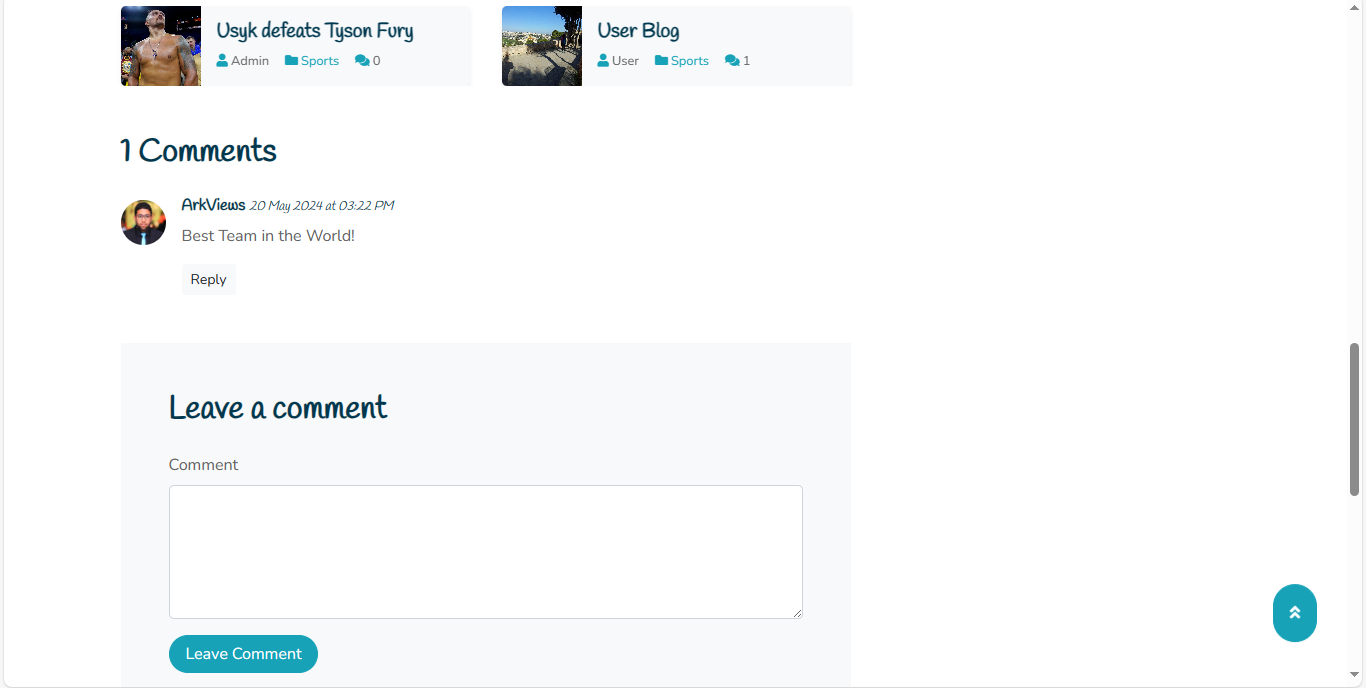 Usyk defeats Tyson Fury
Admin Sports 0
User Blog
User Sports 1
1 Comments
ArkViews 20 May 2024 at 03:22 PM
Best Team in the World!
Reply
Leave a comment
Comment
Leave Comment